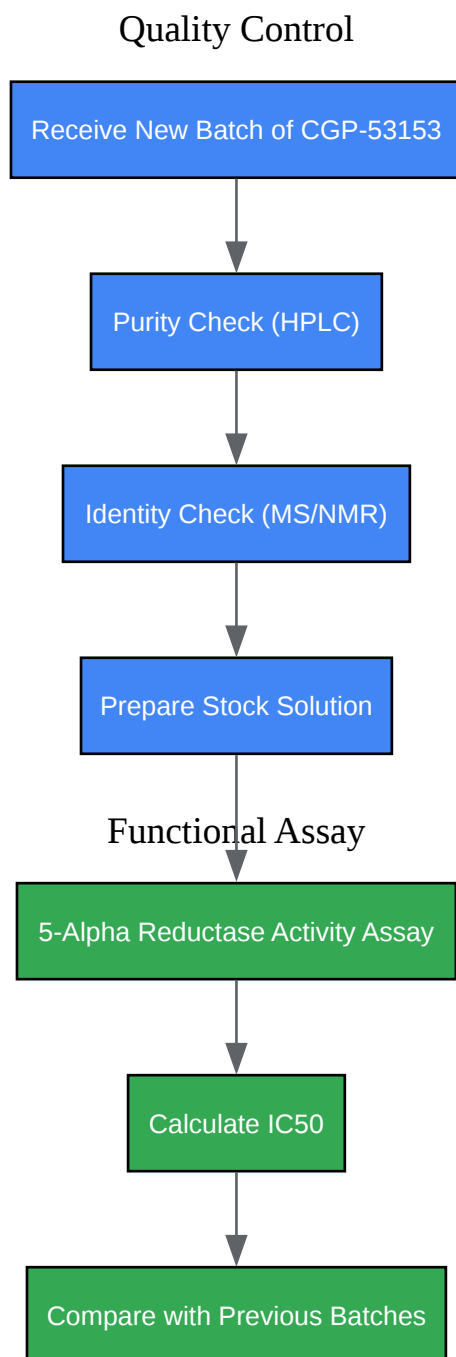 Quality Control
Receive New Batch of CGP-53153
Purity Check (HPLC)
Identity Check (MS/NMR)
Prepare Stock Solution
Functional Assay
5-Alpha Reductase Activity Assay
Calculate IC50
Compare with Previous Batches